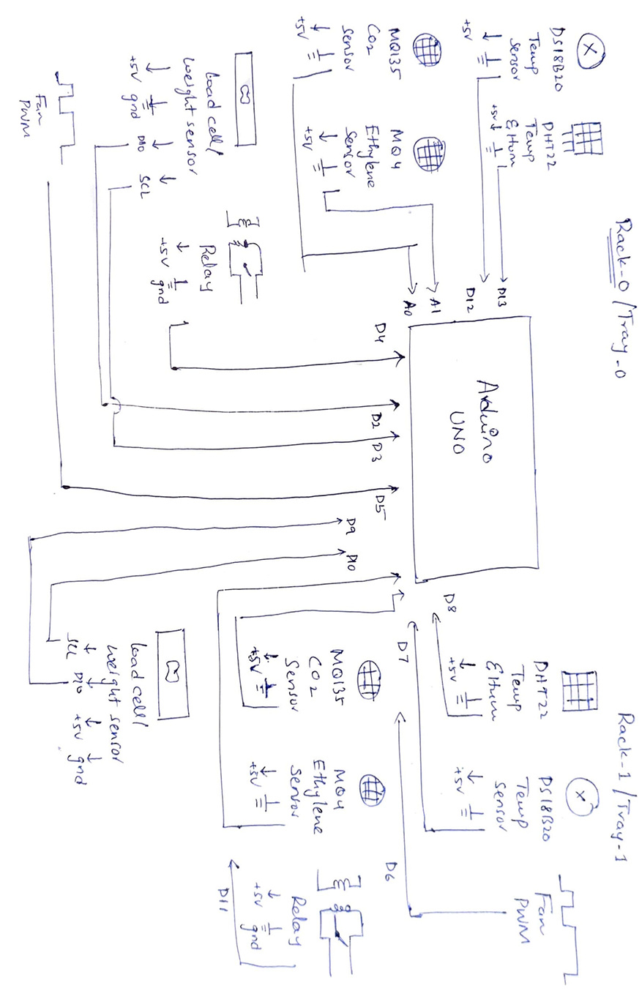 Rack-0 / Tray-0
DS18B20
Temp
Sensor
+5V
DHT22
Temp
& Hum
+5V
MQ135
CO2
Sensor
+5V
MQ4
Ethylene
Sensor
+5V
load cell/
weight sensor
+5V gnd DIO SCL
Relay
+5V gnd
Fan
PWM
D13
D12
A1
A0
D4
D2
D3
D5
D9
D10
Arduino
UNO
D8
D7
D6
D11
Rack-1 / Tray-1
DHT22
Temp
& Hum
+5V
DS18B20
Temp
Sensor
+5V
Fan
PWM
MQ135
CO2
Sensor
+5V
MQ4
Ethylene
Sensor
+5V
Relay
+5V gnd
load cell/
weight sensor
SCL DIO +5V gnd